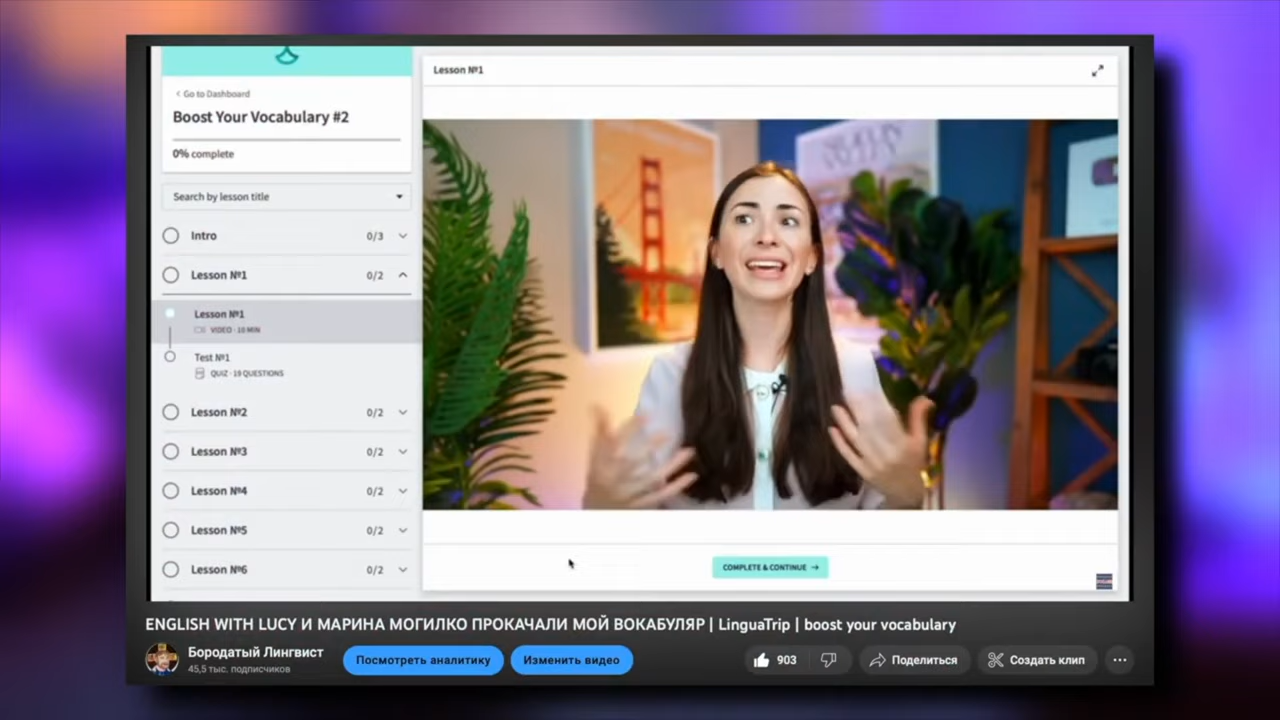 Go to Dashboard
Boost Your Vocabulary #2
0% complete
Search by lesson title
Intro 0/3
Lesson №1 0/2
Lesson №1
VIDEO · 10 MIN
Test №1
QUIZ · 19 QUESTIONS
Lesson №2 0/2
Lesson №3 0/2
Lesson №4 0/2
Lesson №5 0/2
Lesson №6 0/2
Lesson №1
COMPLETE & CONTINUE →
ENGLISH WITH LUCY И МАРИНА МОГИЛКО ПРОКАЧАЛИ МОЙ ВОКАБУЛЯР | LinguaTrip | boost your vocabulary
Бородатый Лингвист
45,5 тыс. подписчиков
Посмотреть аналитику
Изменить видео
903
Поделиться
Создать клип